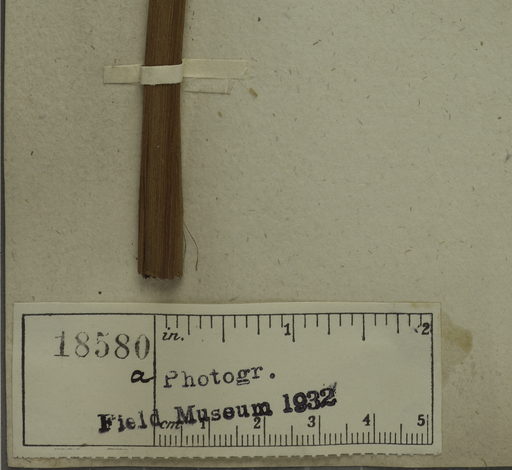 18580 in. 1 2
a Photogr.
Field Museum 1932
cm 1 2 3 4 5